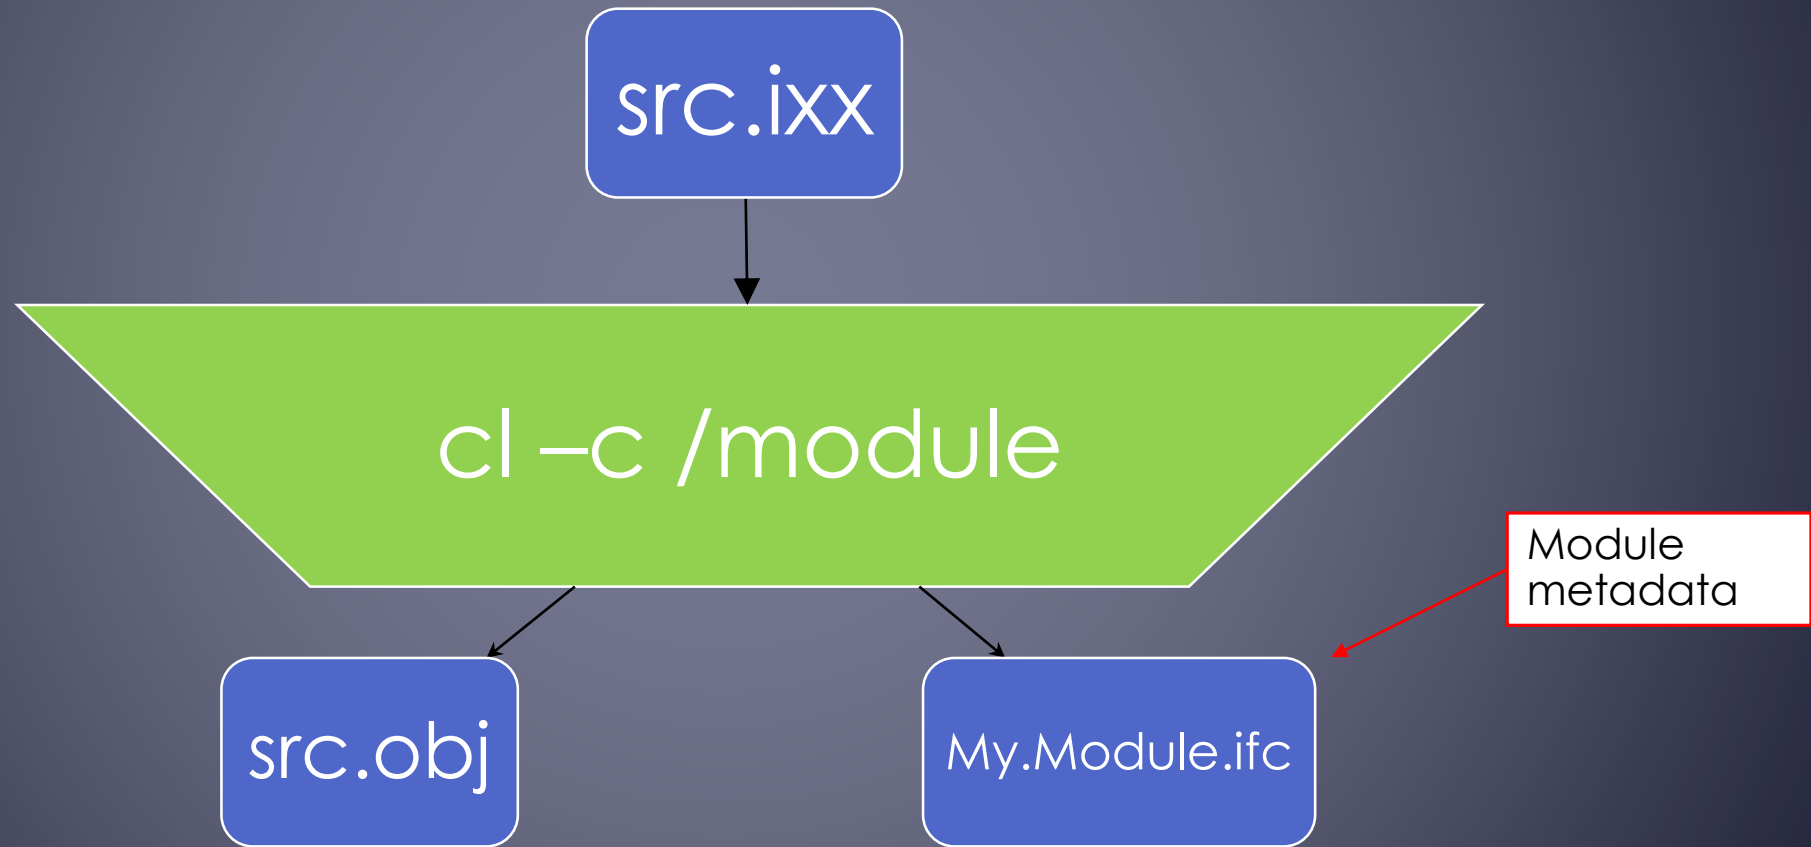 src.ixx
cl –c /module
Module
metadata
src.obj
My.Module.ifc